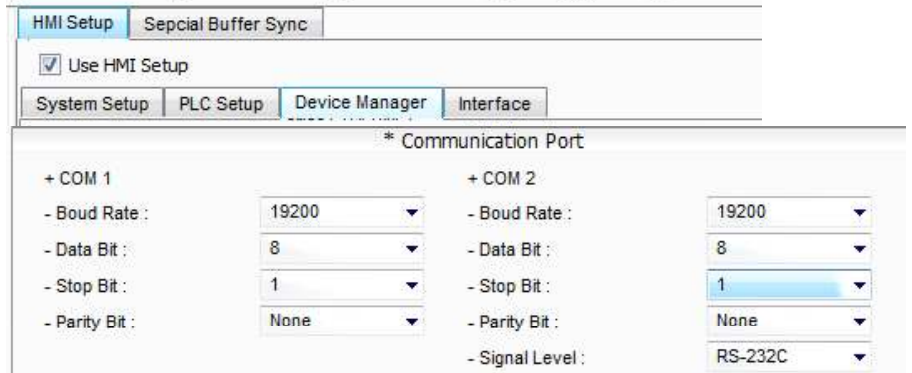 HMI Setup Sepcial Buffer Sync
Use HMI Setup
System Setup PLC Setup Device Manager Interface
* Communication Port
+ COM 1 + COM 2
- Boud Rate : 19200 - Boud Rate : 19200
- Data Bit : 8 - Data Bit : 8
- Stop Bit : 1 - Stop Bit : 1
- Parity Bit : None - Parity Bit : None
- Signal Level : RS-232C